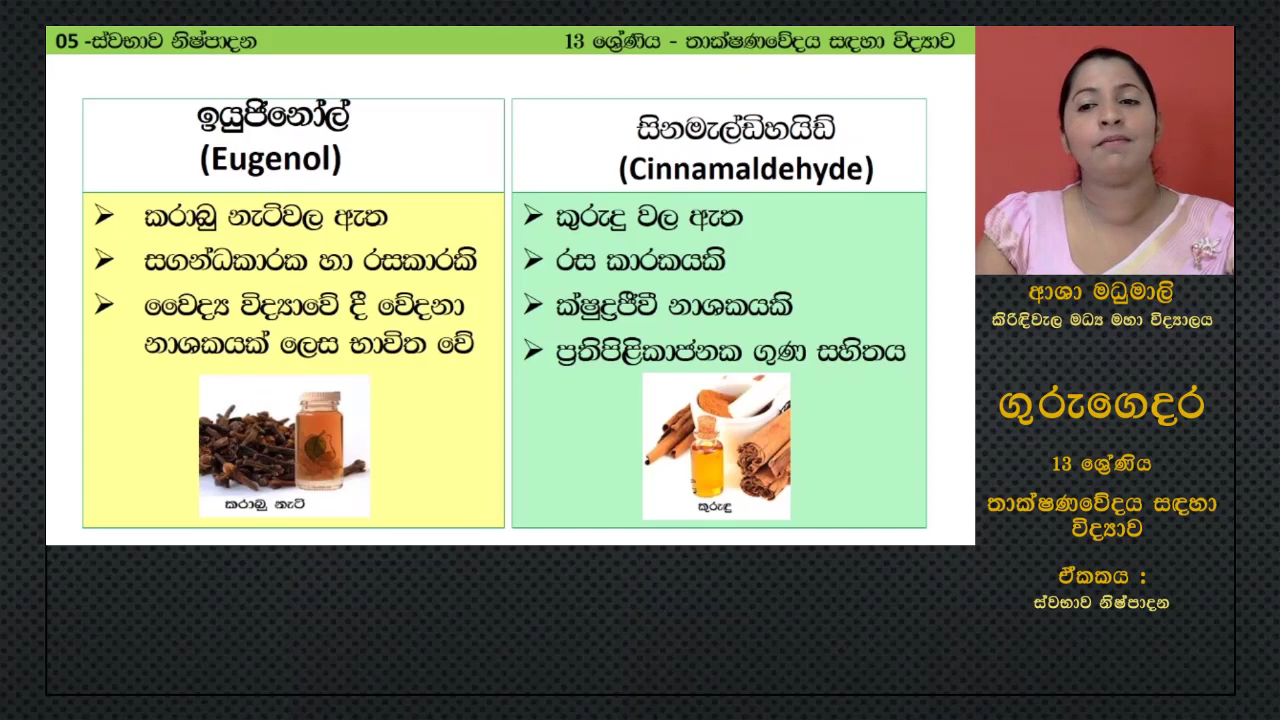 05 -ස්වභාව නිෂ්පාදන
13 ශ්‍රේණිය - තාක්ෂණවේදය සඳහා විද්‍යාව
ඉයුජිනෝල්
(Eugenol)
➢ කරාබු නැටිවල ඇත
➢ සගන්ධකාරක හා රසකාරකි
➢ වෛද්‍ය විද්‍යාවේ දී වේදනා
නාශකයක් ලෙස භාවිත වේ
කරාබු නැටි
සිනමැල්ඩිහයිඩ්
(Cinnamaldehyde)
➢ කුරුදු වල ඇත
➢ රස කාරකයකි
➢ ක්ෂුද්‍රජීවී නාශකයකි
➢ ප්‍රතිපිළිකාජනක ගුණ සහිතය
කුරුඳු
ආශා මධුමාලි
කිරිඳිවැල මධ්‍ය මහා විද්‍යාලය
ගුරුගෙදර
13 ශ්‍රේණිය
තාක්ෂණවේදය සඳහා
විද්‍යාව
ඒකකය :
ස්වභාව නිෂ්පාදන